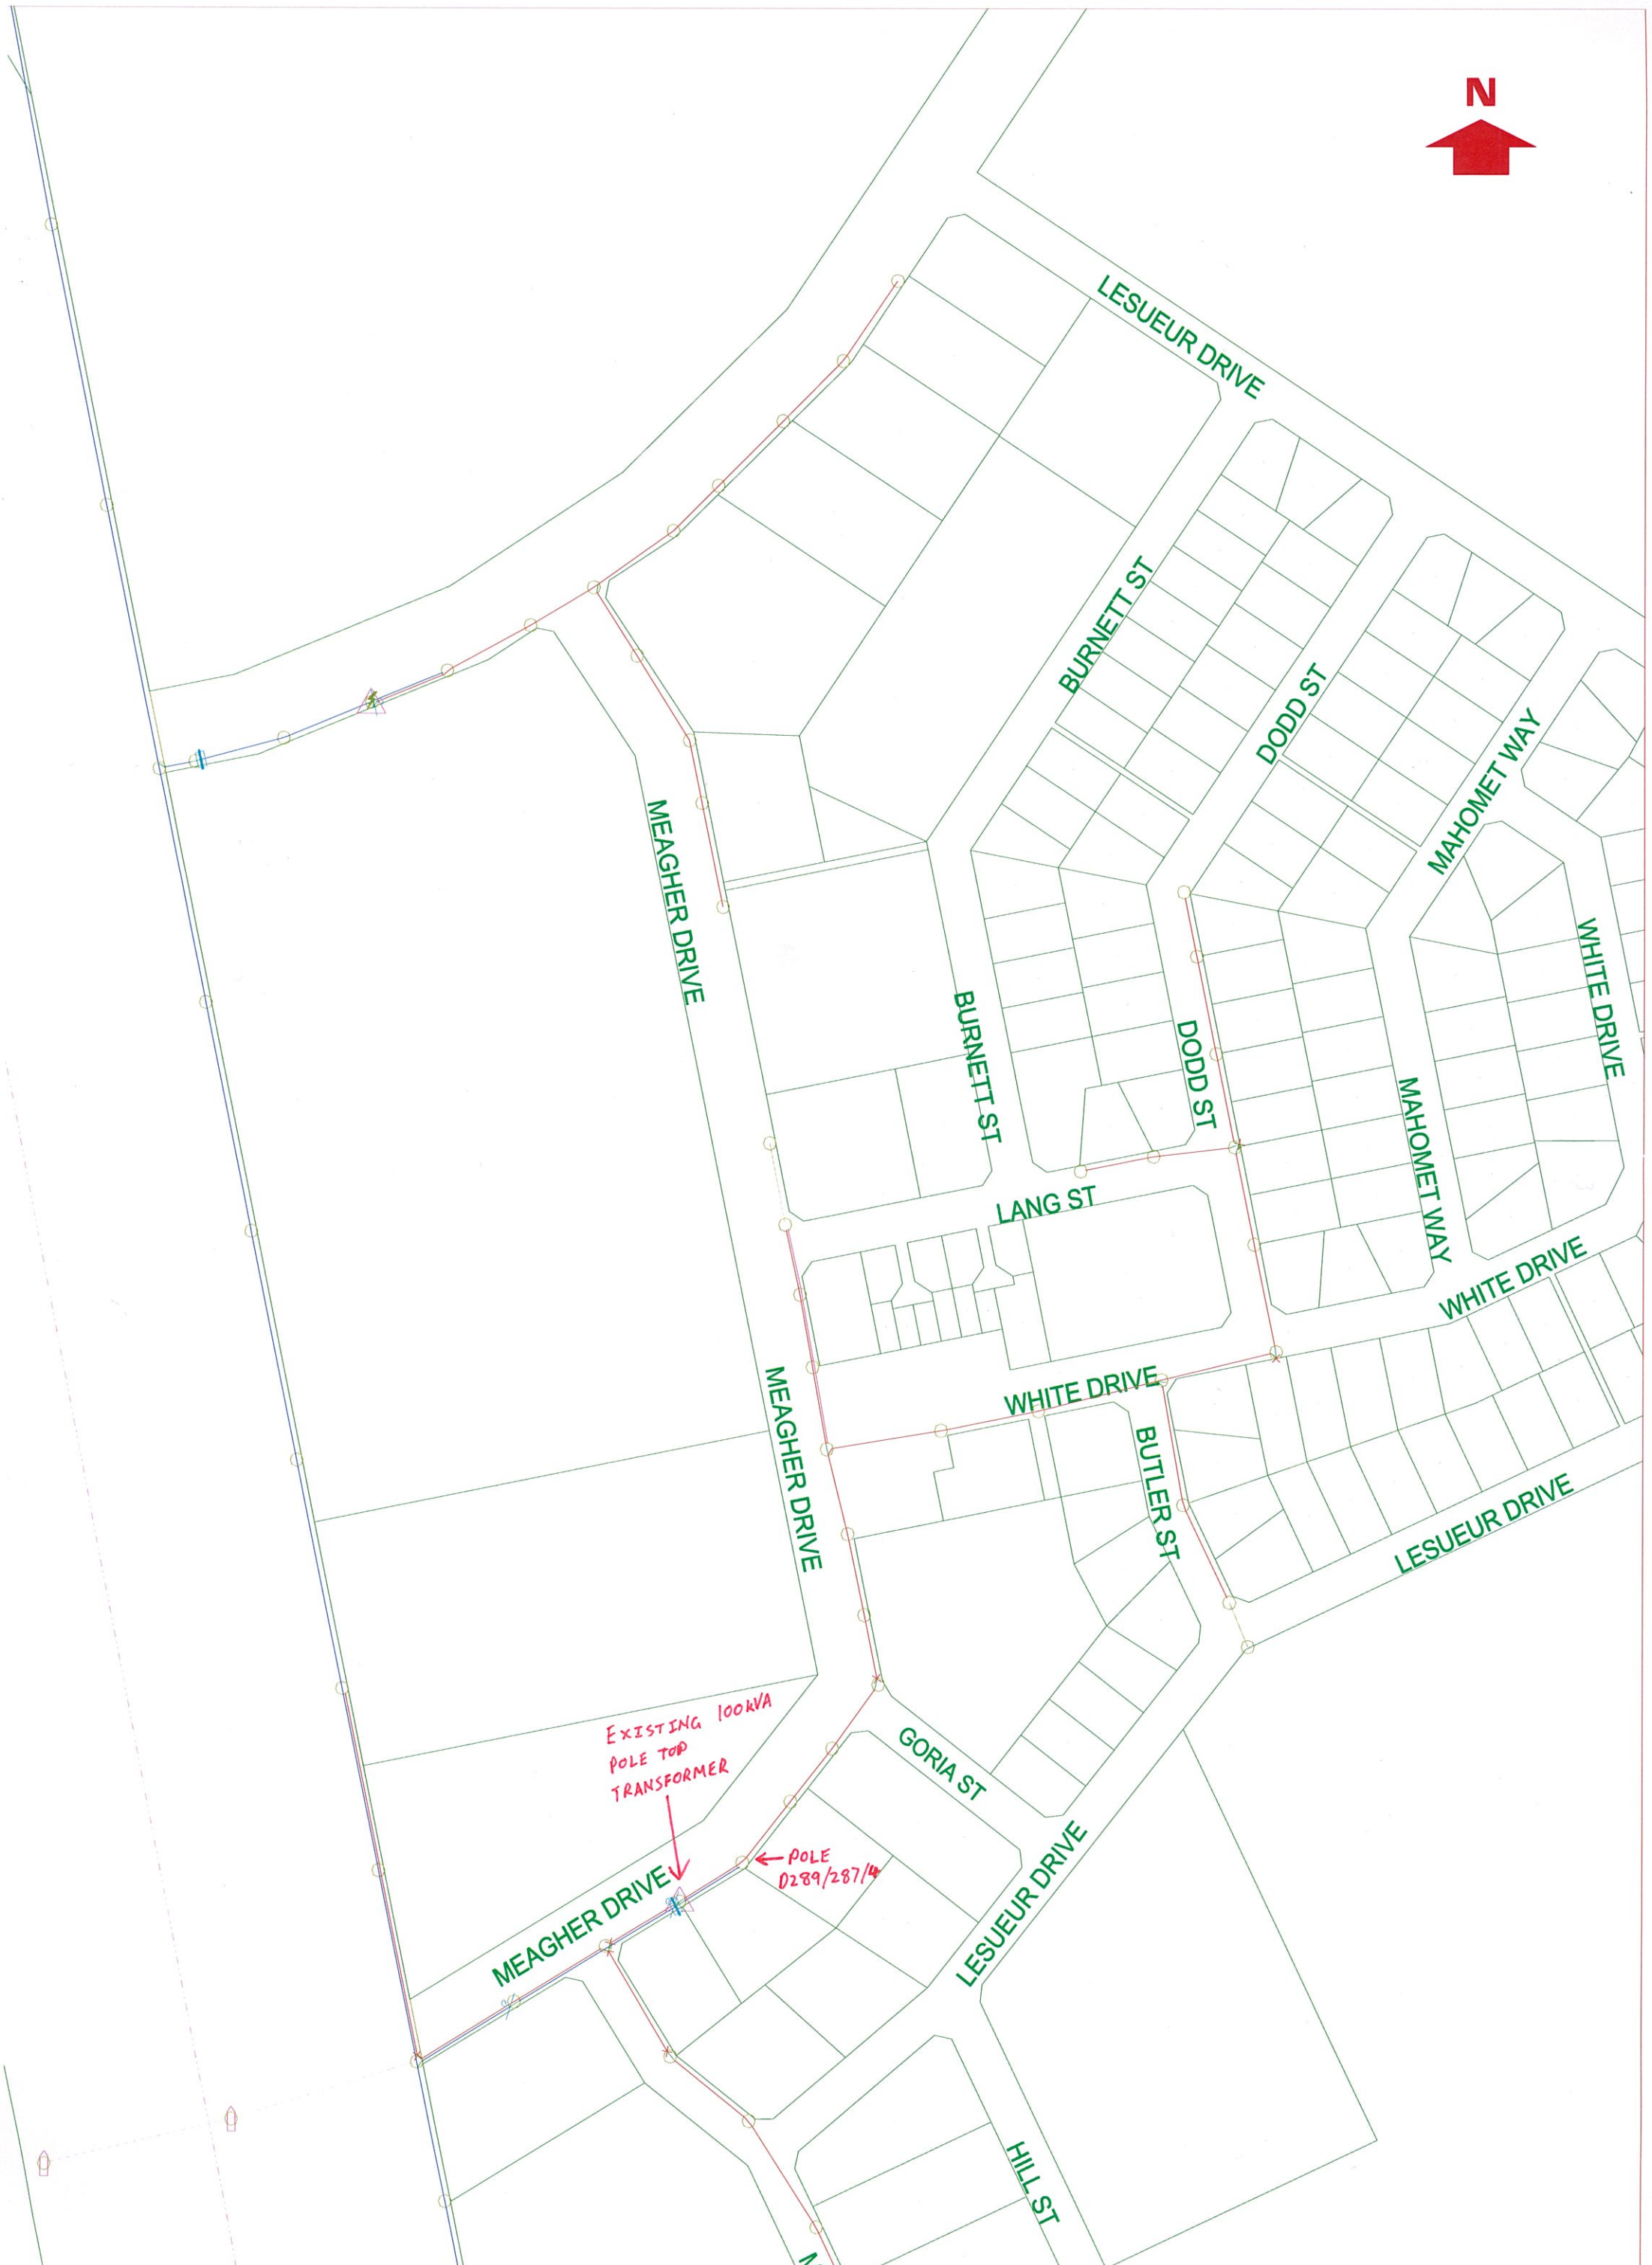 N
LESUEUR DRIVE
BURNETT ST
DODD ST
MAHOMET WAY
MEAGHER DRIVE
WHITE DRIVE
BURNETT ST
DODD ST
MAHOMET WAY
LANG ST
WHITE DRIVE
MEAGHER DRIVE
WHITE DRIVE
BUTLER ST
LESUEUR DRIVE
EXISTING 100kVA
POLE TOP
TRANSFORMER
GORIA ST
POLE
D289/287/4
MEAGHER DRIVE
LESUEUR DRIVE
HILL ST